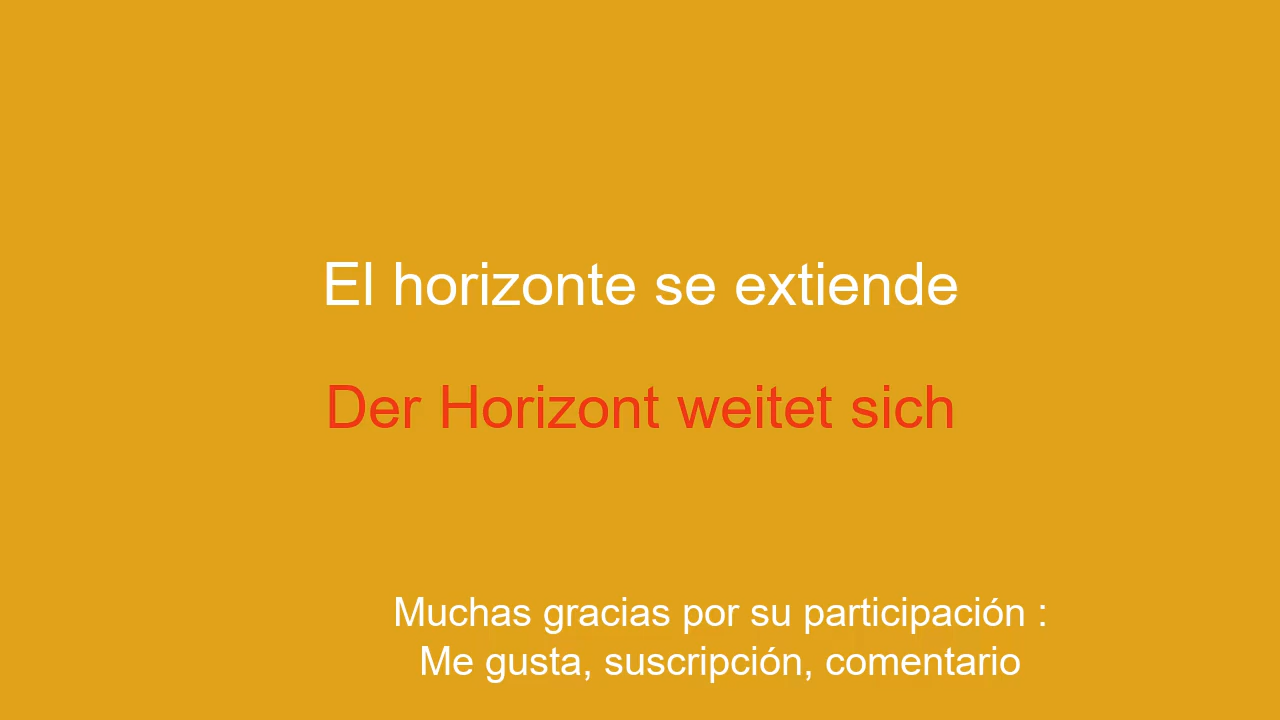 El horizonte se extiende
Der Horizont weitet sich
Muchas gracias por su participación :
Me gusta, suscripción, comentario